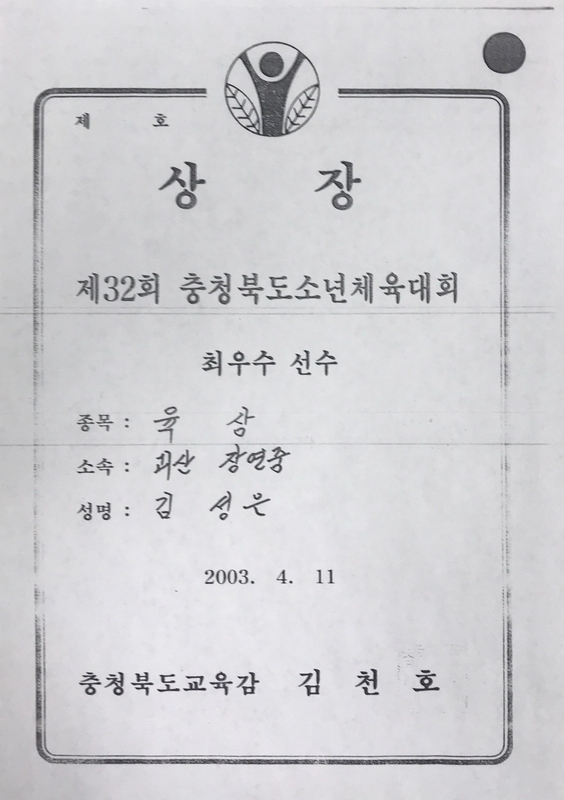 제 호
상 장
제32회 충청북도소년체육대회
최우수 선수
종목 : 육 삼
소속 : 괴산 장연중
성명 : 김 성은
2003. 4. 11
충청북도교육감 김 천 호